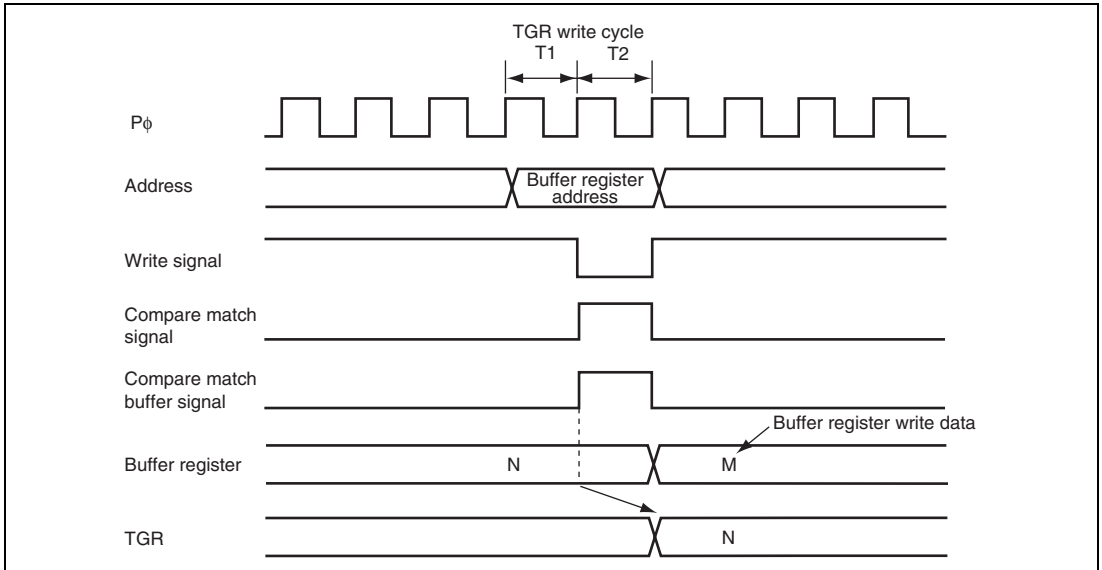 TGR write cycle
T1 T2
Pϕ
Address
Buffer register
address
Write signal
Compare match
signal
Compare match
buffer signal
Buffer register write data
Buffer register
N
M
TGR
N